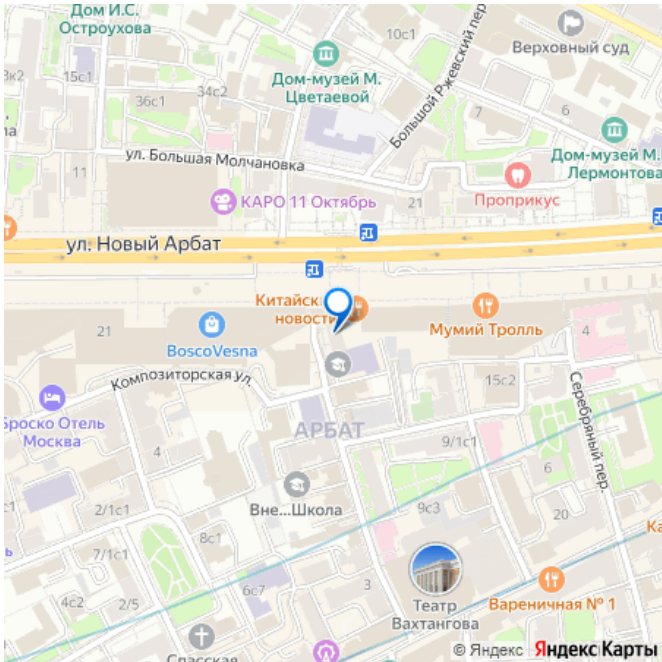 Дом И.С.
Остроухова
10с1
Верховный суд
15с1
34с2
36с1
Дом-музей М.
Цветаевой
Большой Ржевский пер.
7
6
ул. Большая Молчановка
Дом-музей М.
Лермонтова
11
Проприкус
21
КАРО 11 Октябрь
ул. Новый Арбат
Китайск
новости
Мумий Тролль
21
BoscoVesna
4
Композиторская ул.
15с2
Броско Отель
Москва
АРБАТ
9/1с1
Серебряный пер.
6
Вне...Школа
2/1с1
9с3
20
8с1
7/1с1
6с7
3
4с2
2/5
Театр
Вахтангова
Вареничная № 1
Спасская
© Яндекс Яндекс Карты